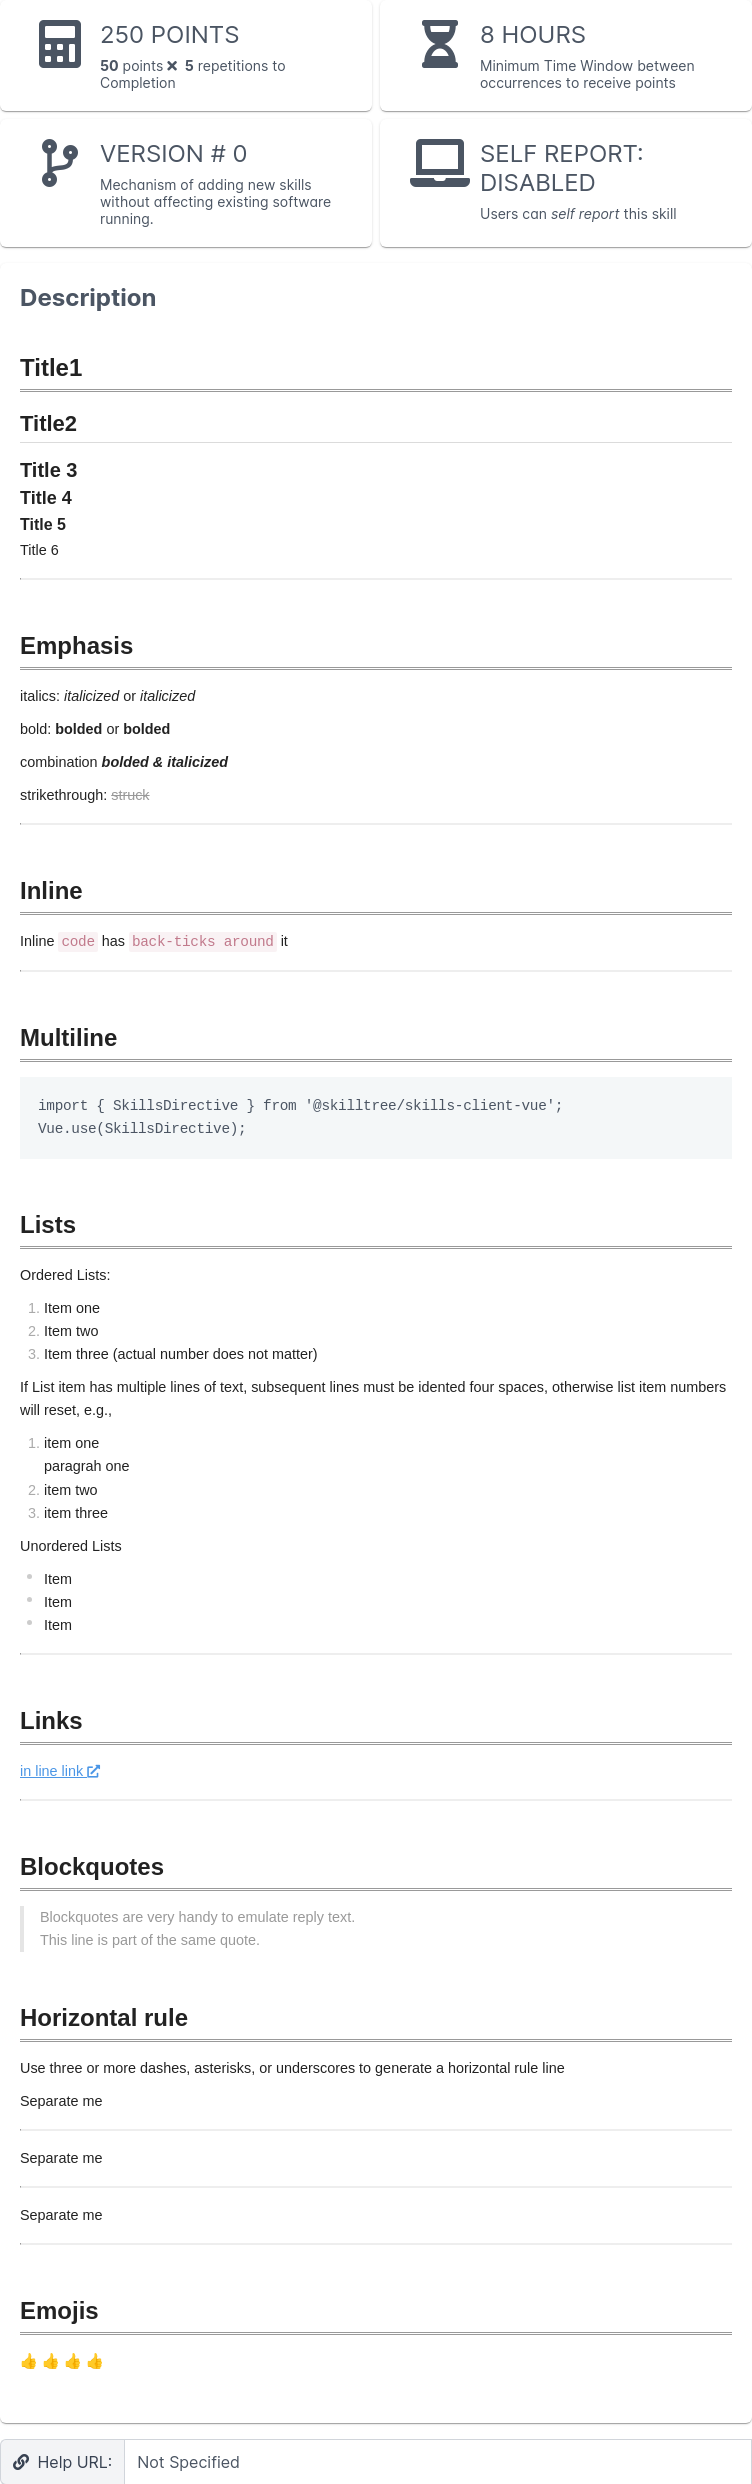 250 POINTS
50 points × 5 repetitions to
Completion
8 HOURS
Minimum Time Window between
occurrences to receive points
VERSION # 0
Mechanism of adding new skills
without affecting existing software
running.
SELF REPORT:
DISABLED
Users can self report this skill
Description
Title1
Title2
Title 3
Title 4
Title 5
Title 6
Emphasis
italics: italicized or italicized
bold: bolded or bolded
combination bolded & italicized
strikethrough: struck
Inline
Inline code has back-ticks around it
Multiline
import { SkillsDirective } from '@skilltree/skills-client-vue';
Vue.use(SkillsDirective);
Lists
Ordered Lists:
1. Item one
2. Item two
3. Item three (actual number does not matter)
If List item has multiple lines of text, subsequent lines must be idented four spaces, otherwise list item numbers
will reset, e.g.,
1. item one
paragrah one
2. item two
3. item three
Unordered Lists
• Item
• Item
• Item
Links
in line link
Blockquotes
Blockquotes are very handy to emulate reply text.
This line is part of the same quote.
Horizontal rule
Use three or more dashes, asterisks, or underscores to generate a horizontal rule line
Separate me
Separate me
Separate me
Emojis
👍 👍 👍 👍
Help URL: Not Specified